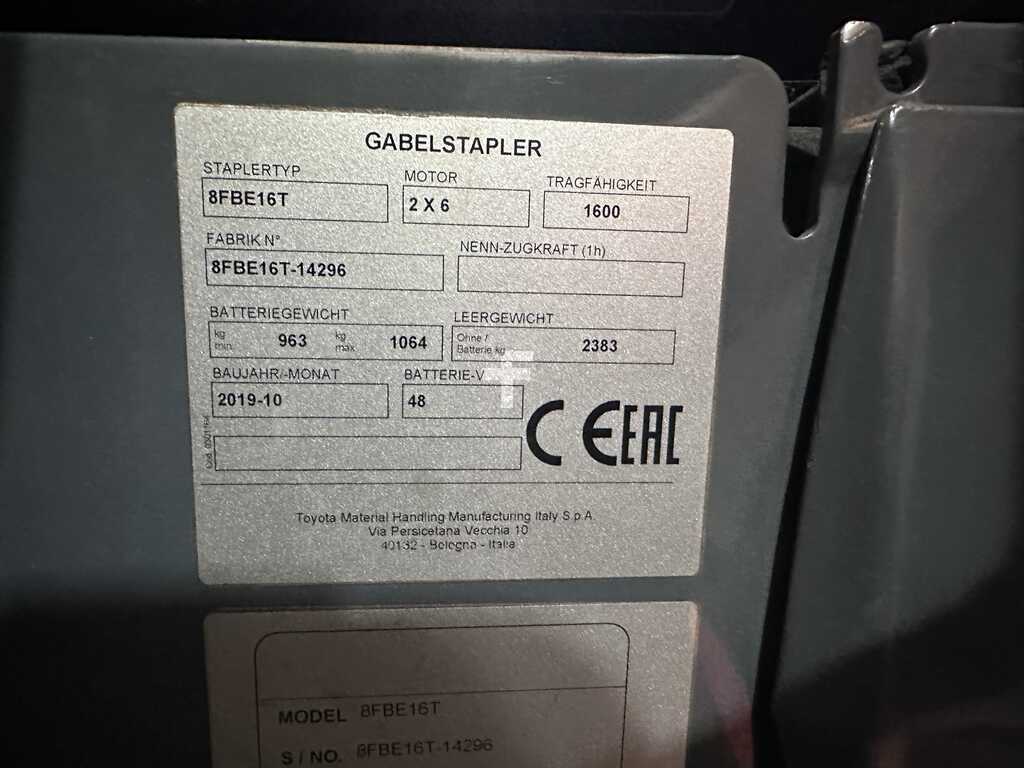 GABELSTAPLER
STAPLERTYP MOTOR TRAGFÄHIGKEIT
8FBE16T 2 X 6 1600
FABRIK N° NENN-ZUGKRAFT (1h)
8FBE16T-14296
BATTERIEGEWICHT LEERGEWICHT
kg min. 963 kg max. 1064 Ohne / Batterie kg 2383
BAUJAHR/-MONAT BATTERIE-V
2019-10 48
CE EAC
Toyota Material Handling Manufacturing Italy S.p.A.
Via Persicetana Vecchia 10
40132 - Bologna - Italia
MODEL 8FBE16T
S / NO. 8FBE16T-14296